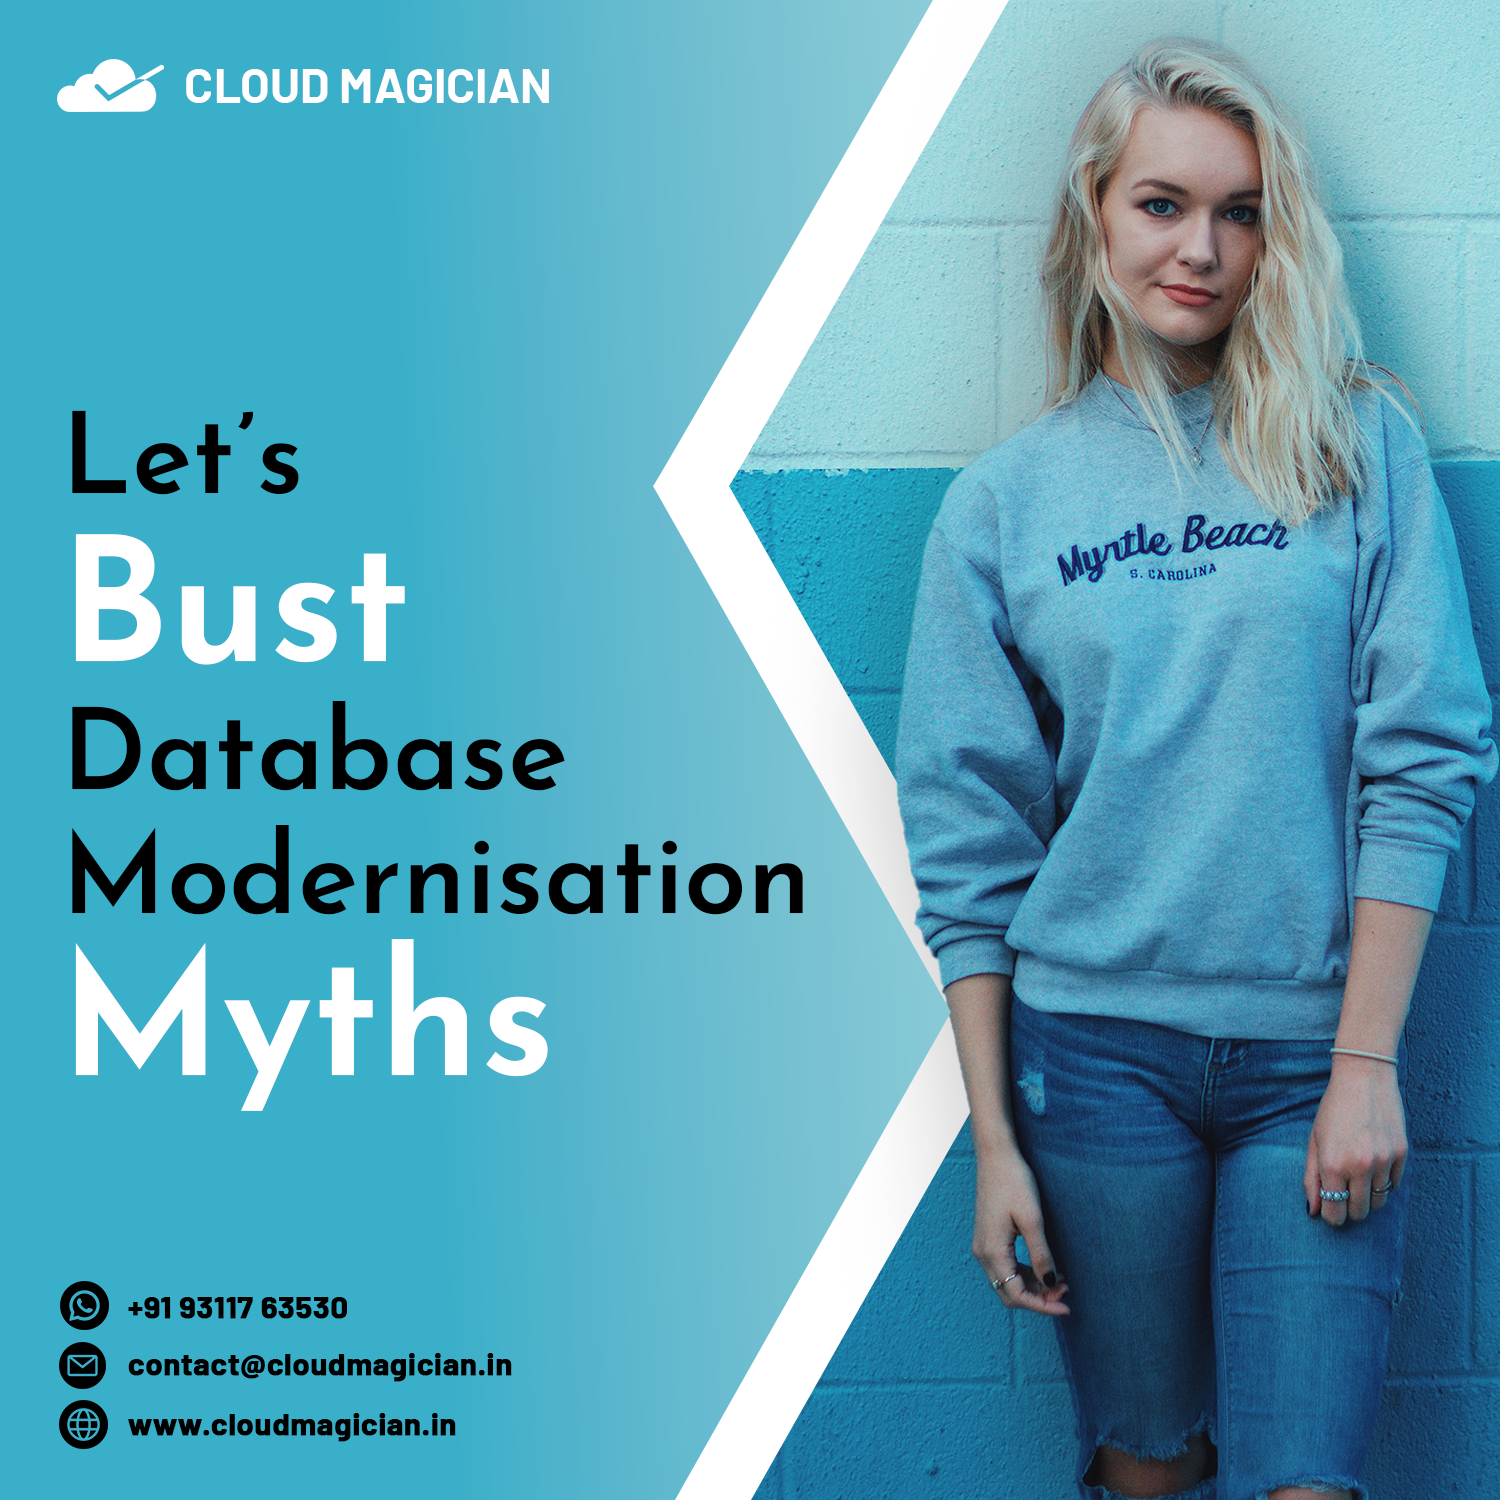 CLOUD MAGICIAN
Let’s
Bust
Database
Modernisation
Myths
Myrtle Beach
S. CAROLINA
+91 93117 63530
contact@cloudmagician.in
www.cloudmagician.in